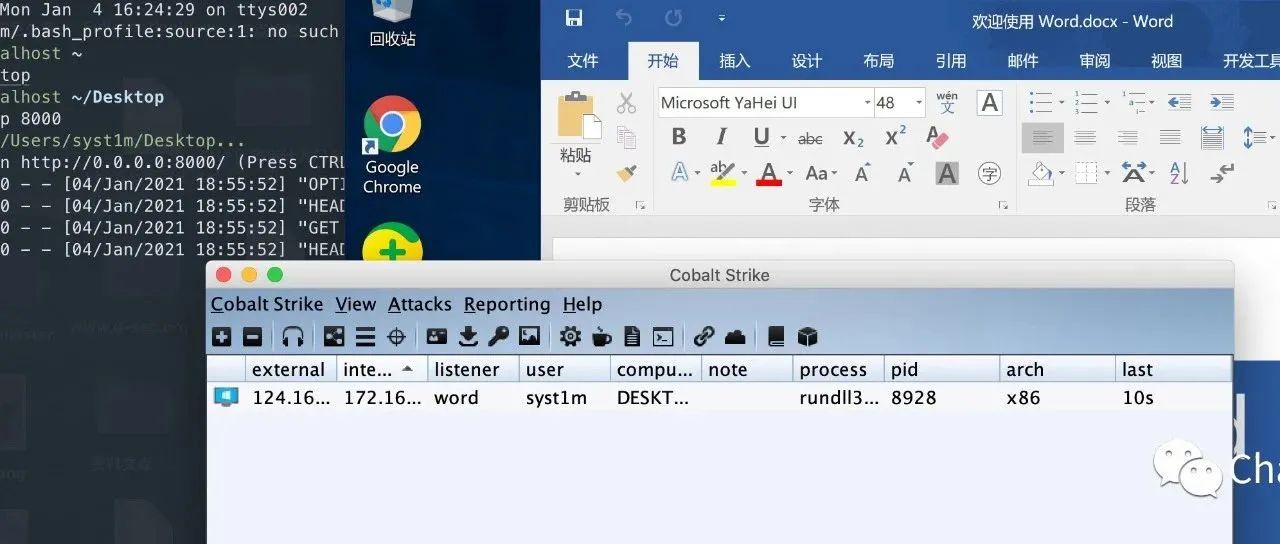 Mon Jan 4 16:24:29 on ttys002
m/.bash_profile:source:1: no such
alhost ~
top
alhost ~/Desktop
p 8000
/Users/syst1m/Desktop...
n http://0.0.0.0:8000/ (Press CTRL
0 - - [04/Jan/2021 18:55:52] "OPTI
0 - - [04/Jan/2021 18:55:52] "HEAD
0 - - [04/Jan/2021 18:55:52] "GET
0 - - [04/Jan/2021 18:55:52] "HEAD
回收站
Google
Chrome
欢迎使用 Word.docx - Word
文件 开始 插入 设计 布局 引用 邮件 审阅 视图 开发工具
Microsoft YaHei UI 48 wén 文 A
粘贴 B I U abc X2 X2
A ab A Aa A A A 字
剪贴板 字体 段落
Cobalt Strike
Cobalt Strike View Attacks Reporting Help
external inte... listener user compu... note process pid arch last
124.16... 172.16... word syst1m DESKT... rundll3... 8928 x86 10s
d
Cha